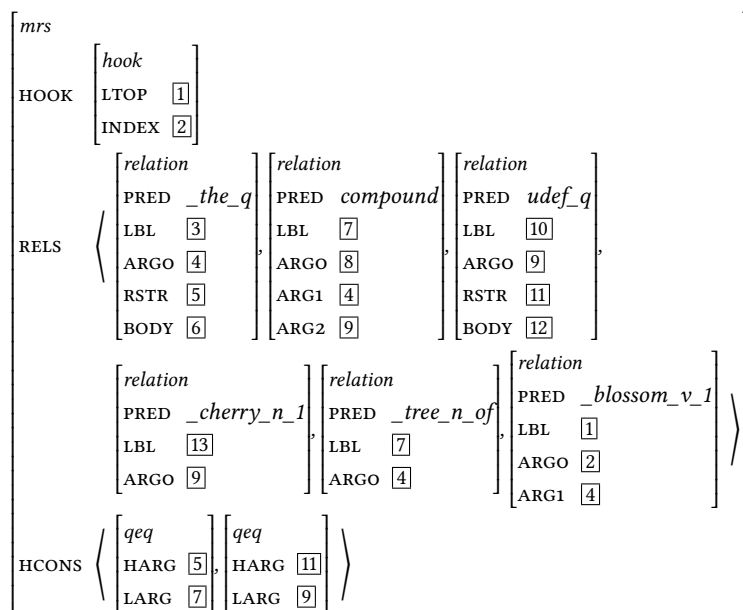 mrs
HOOK hook
LTOP 1
INDEX 2
RELS ⟨ relation
PRED _the_q
LBL 3
ARG0 4
RSTR 5
BODY 6 ,
relation
PRED compound
LBL 7
ARG0 8
ARG1 4
ARG2 9 ,
relation
PRED udef_q
LBL 10
ARG0 9
RSTR 11
BODY 12 ,
relation
PRED _cherry_n_1
LBL 13
ARG0 9 ,
relation
PRED _tree_n_of
LBL 7
ARG0 4 ,
relation
PRED _blossom_v_1
LBL 1
ARG0 2
ARG1 4 ⟩
HCONS ⟨ qeq
HARG 5
LARG 7 ,
qeq
HARG 11
LARG 9 ⟩